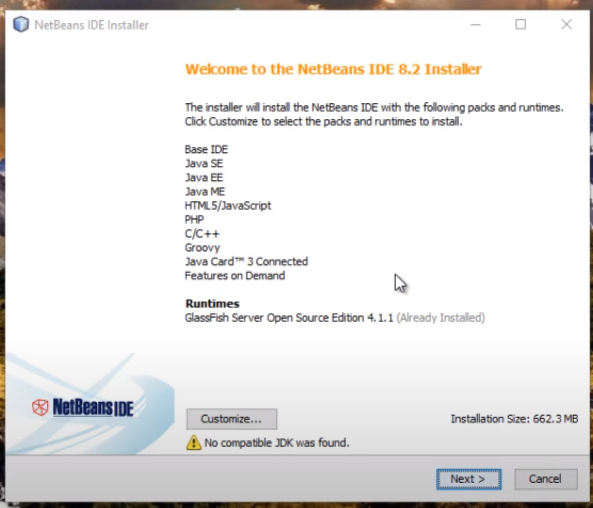 NetBeans IDE Installer
Welcome to the NetBeans IDE 8.2 Installer
The installer will install the NetBeans IDE with the following packs and runtimes.
Click Customize to select the packs and runtimes to install.
Base IDE
Java SE
Java EE
Java ME
HTML5/JavaScript
PHP
C/C++
Groovy
Java Card™ 3 Connected
Features on Demand
Runtimes
GlassFish Server Open Source Edition 4.1.1 (Already Installed)
NetBeans IDE
Customize...
Installation Size: 662.3 MB
No compatible JDK was found.
Next >
Cancel